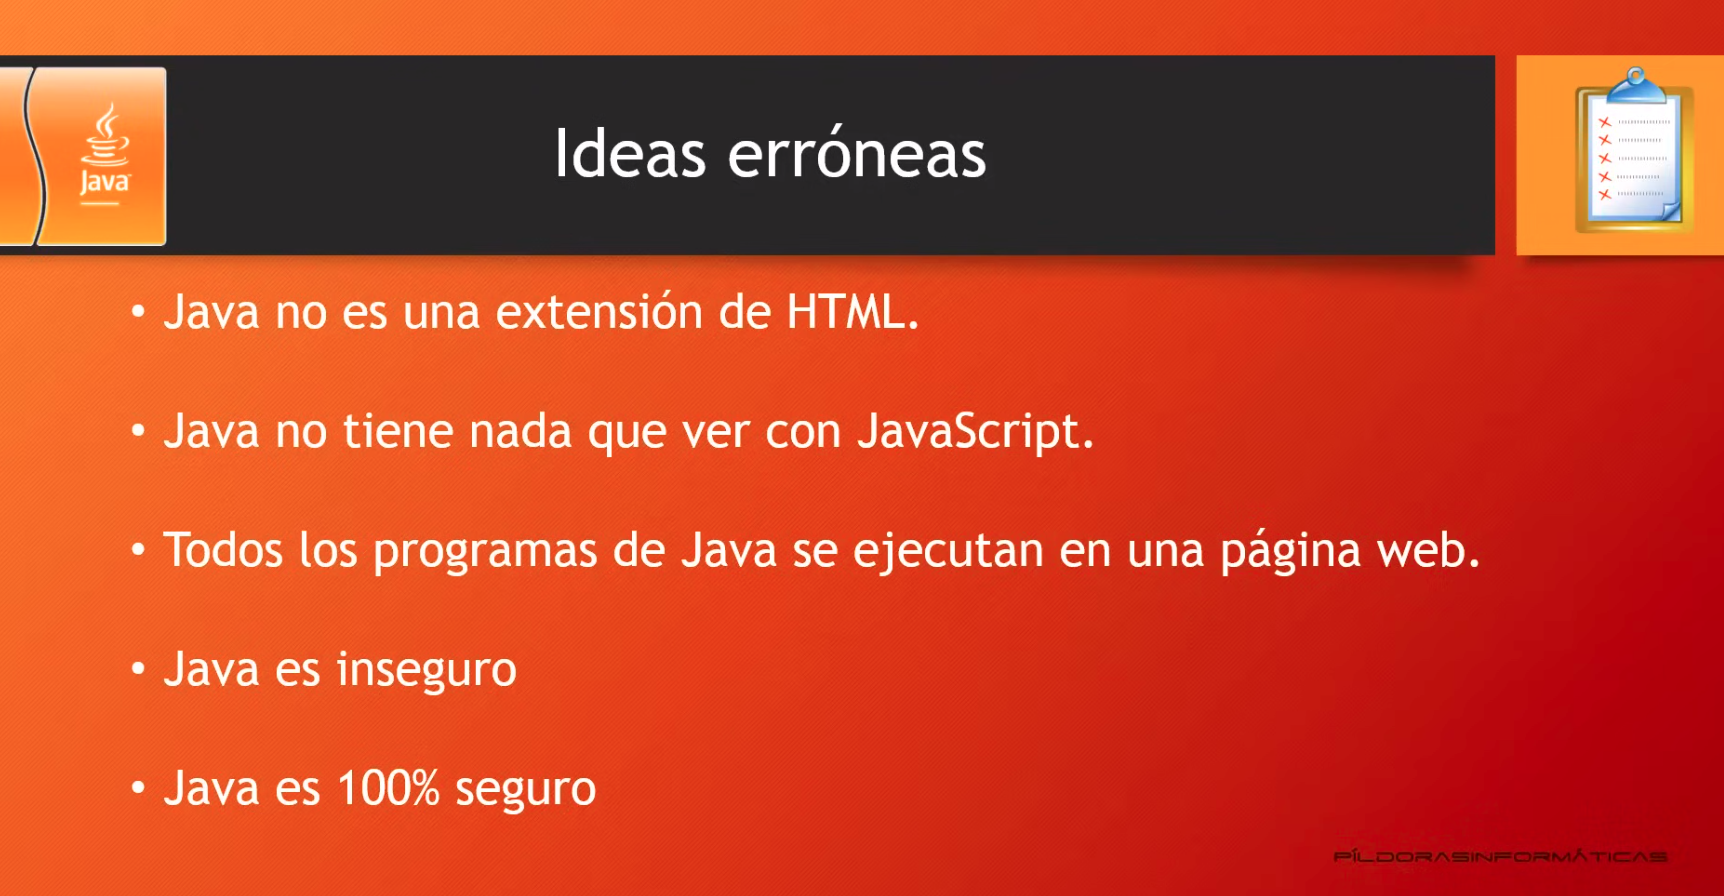 Java
Ideas erróneas
• Java no es una extensión de HTML.
• Java no tiene nada que ver con JavaScript.
• Todos los programas de Java se ejecutan en una página web.
• Java es inseguro
• Java es 100% seguro
PÍLDORASINFORMÁTICAS